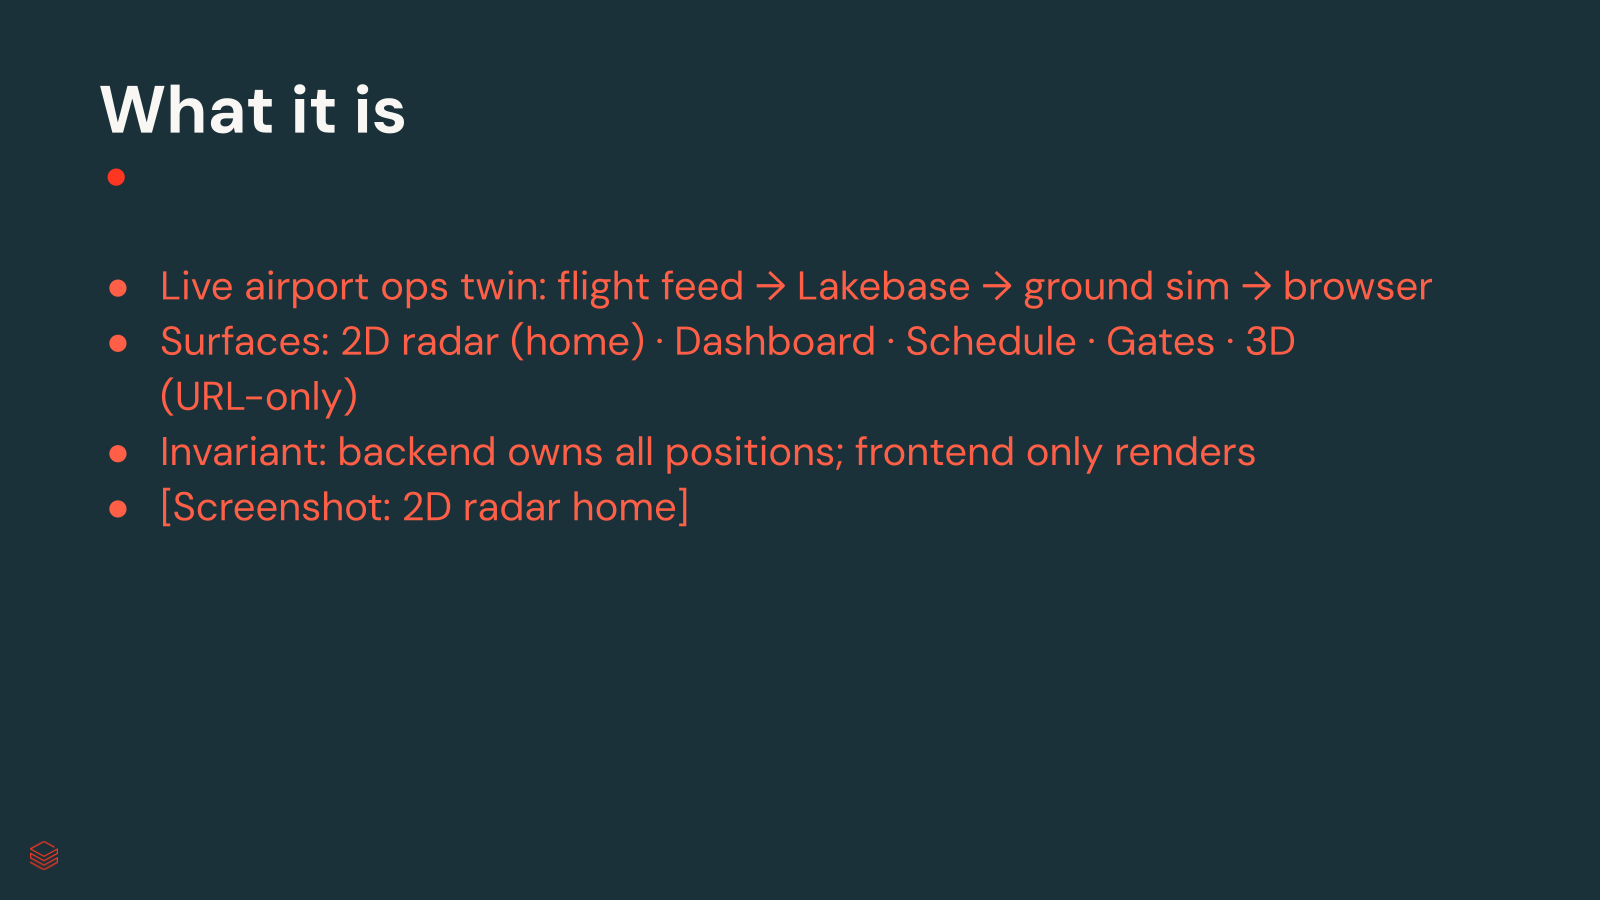 What it is
●
● Live airport ops twin: flight feed → Lakebase → ground sim → browser
● Surfaces: 2D radar (home) · Dashboard · Schedule · Gates · 3D
(URL-only)
● Invariant: backend owns all positions; frontend only renders
● [Screenshot: 2D radar home]